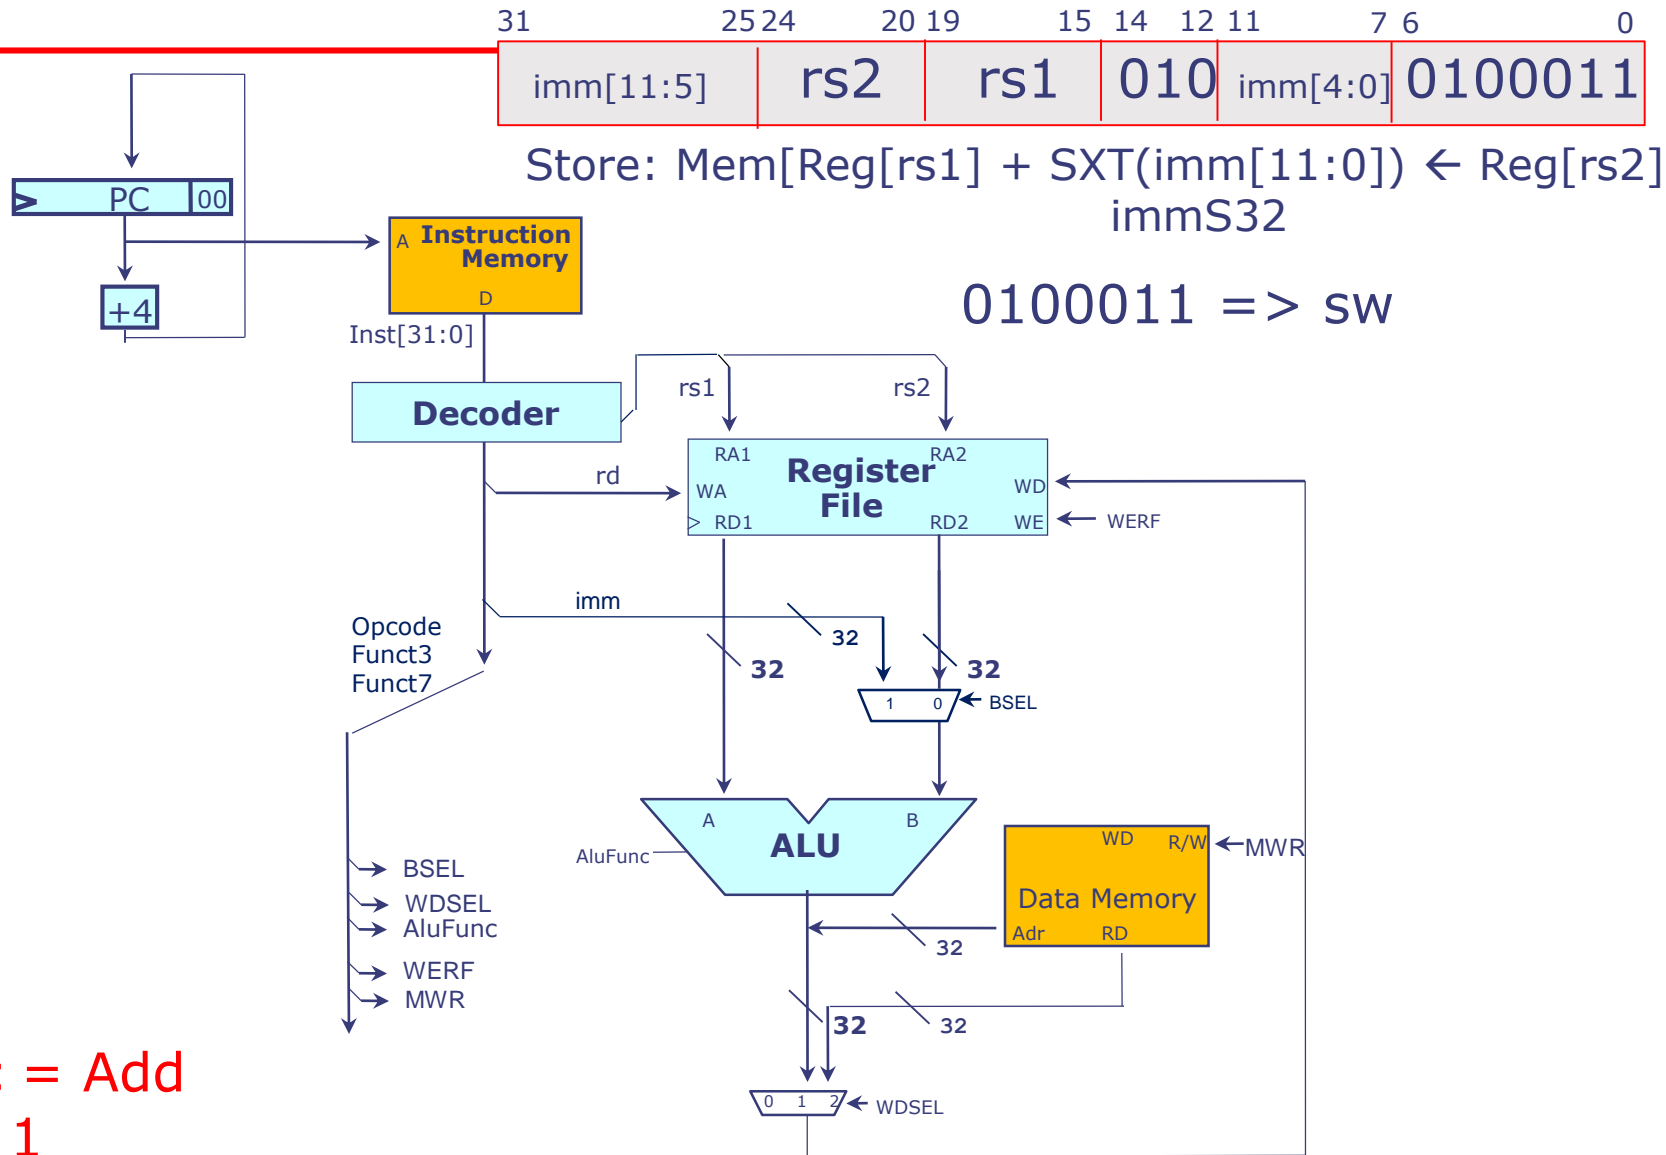 31 25 24 20 19 15 14 12 11 7 6 0
imm[11:5] rs2 rs1 010 imm[4:0] 0100011
Store: Mem[Reg[rs1] + SXT(imm[11:0]) ← Reg[rs2]
immS32
PC 00
A Instruction
Memory
D
+4
0100011 => sw
Inst[31:0]
Decoder
rs1 rs2
RA1 RA2
Register
File
rd
WA WD
> RD1 RD2 WE
WERF
imm
32
Opcode
Funct3
Funct7
32 32
1 0 BSEL
A B
ALU
AluFunc
WD R/W MWR
Data Memory
Adr RD
BSEL
WDSEL
AluFunc
WERF
MWR
32
32 32
0 1 2 WDSEL
= Add
1